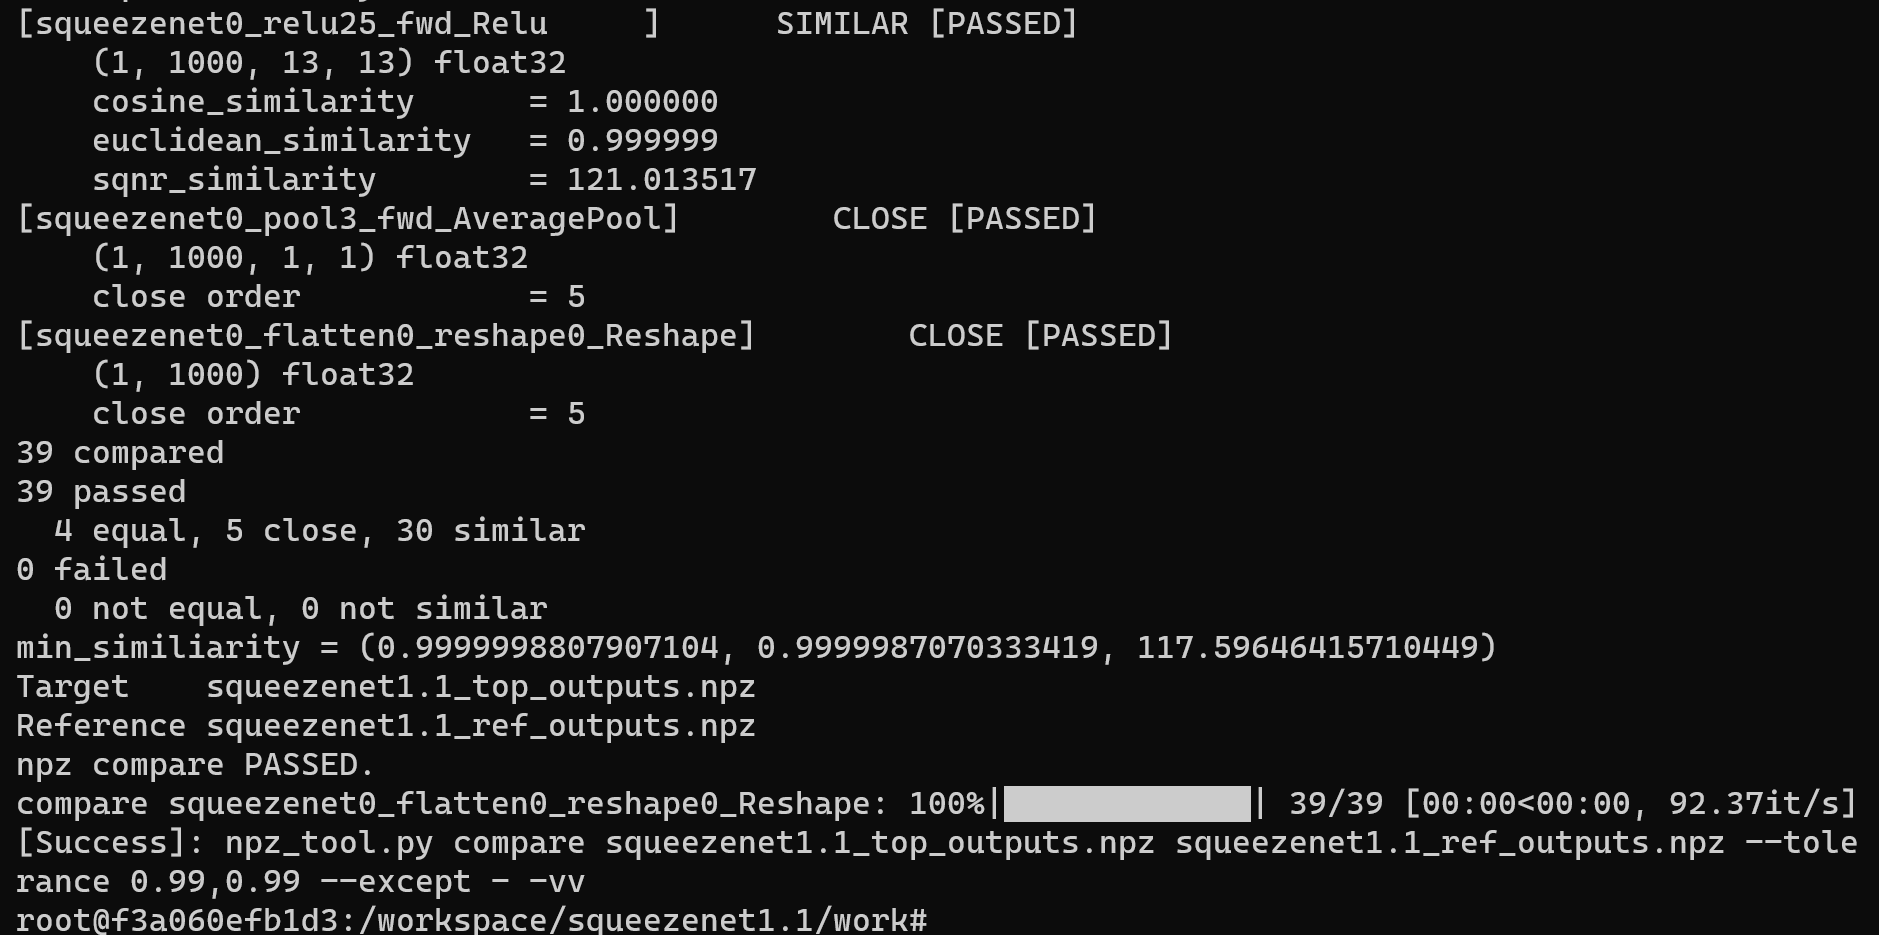 [squeezenet0_relu25_fwd_Relu     ]      SIMILAR [PASSED]
    (1, 1000, 13, 13) float32
    cosine_similarity      = 1.000000
    euclidean_similarity   = 0.999999
    sqnr_similarity        = 121.013517
[squeezenet0_pool3_fwd_AveragePool]        CLOSE [PASSED]
    (1, 1000, 1, 1) float32
    close order            = 5
[squeezenet0_flatten0_reshape0_Reshape]        CLOSE [PASSED]
    (1, 1000) float32
    close order            = 5
39 compared
39 passed
  4 equal, 5 close, 30 similar
0 failed
  0 not equal, 0 not similar
min_similiarity = (0.9999998807907104, 0.9999987070333419, 117.59646415710449)
Target    squeezenet1.1_top_outputs.npz
Reference squeezenet1.1_ref_outputs.npz
npz compare PASSED.
compare squeezenet0_flatten0_reshape0_Reshape: 100%|█████████████| 39/39 [00:00<00:00, 92.37it/s]
[Success]: npz_tool.py compare squeezenet1.1_top_outputs.npz squeezenet1.1_ref_outputs.npz --tole
rance 0.99,0.99 --except - -vv
root@f3a060efb1d3:/workspace/squeezenet1.1/work#